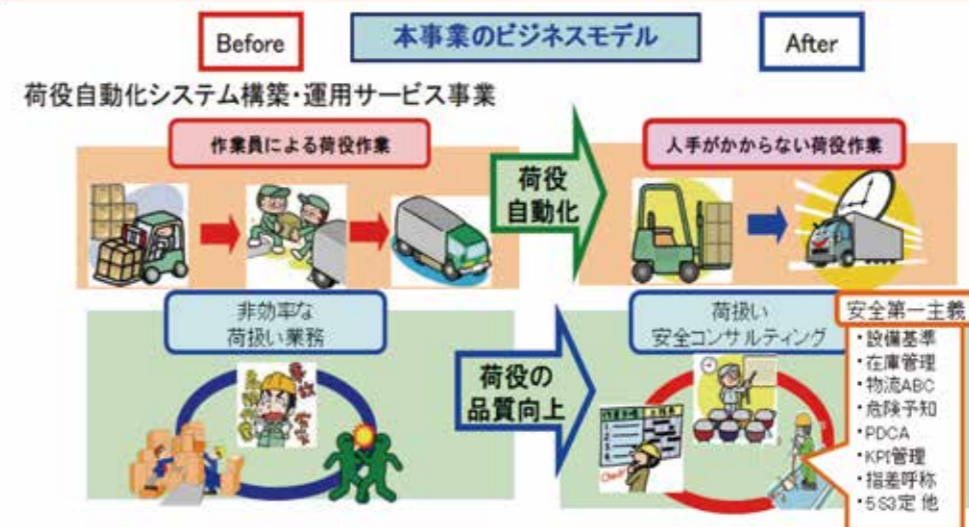 Before
本事業のビジネスモデル
After
荷役自動化システム構築・運用サービス事業
作業員による荷役作業
荷役
自動化
人手がかからない荷役作業
非効率な
荷扱い業務
荷役の
品質向上
荷扱い
安全コンサルティング
安全第一主義
・設備基準
・在庫管理
・物流ABC
・危険予知
・PDCA
・KPI管理
・指差呼称
・5S3定 他
1
2
3
4
Check!